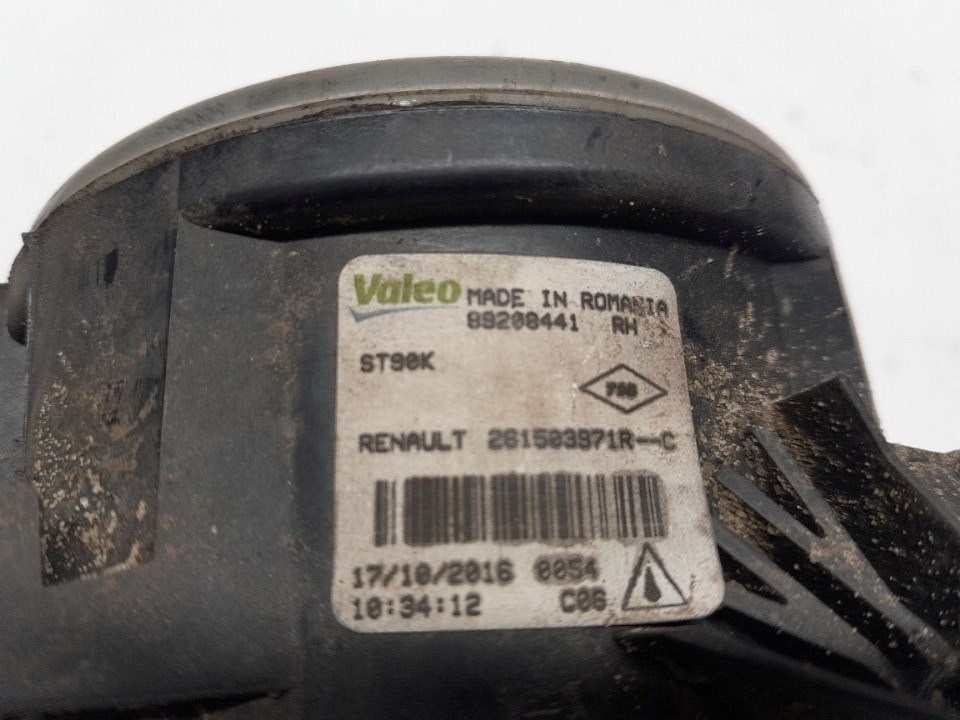 Valeo MADE IN ROMANIA
89208441 RH
ST90K
RENAULT 261503971R--C
17/10/2016 0054
10:34:12 C06